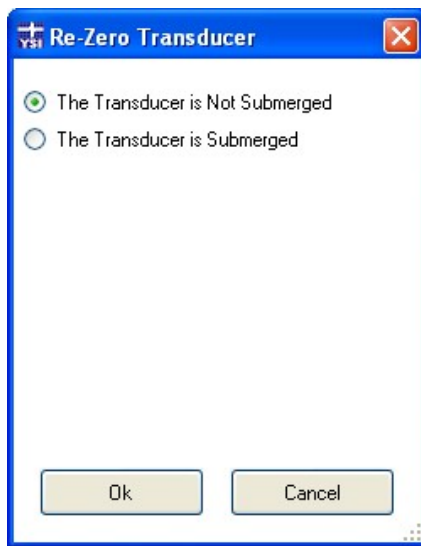 YSI Re-Zero Transducer
The Transducer is Not Submerged
The Transducer is Submerged
Ok Cancel